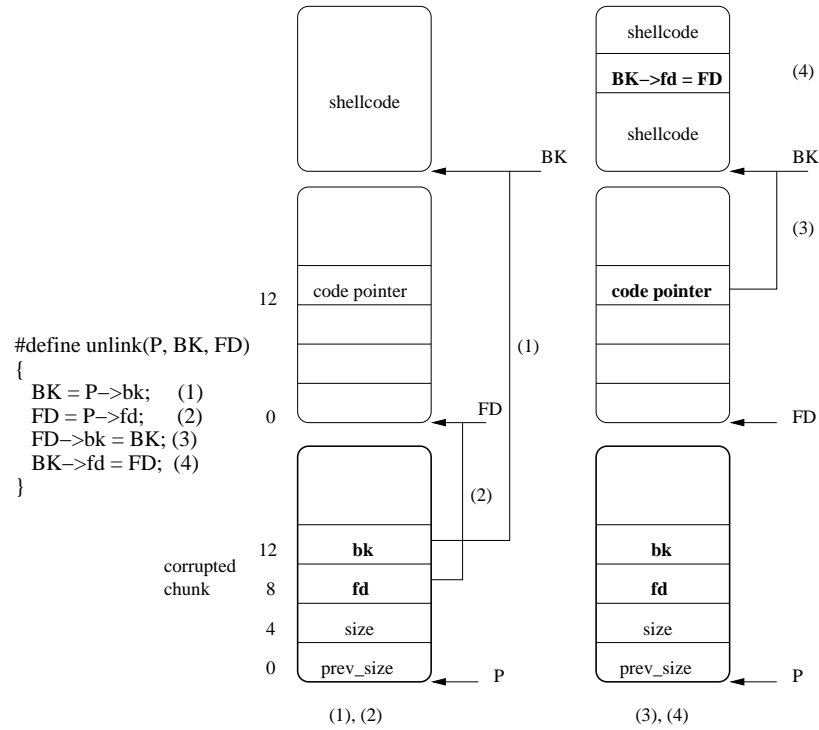 shellcode
BK
12
code pointer
0
FD
(1)
(2)
#define unlink(P, BK, FD)
{
BK = P−>bk; (1)
FD = P−>fd; (2)
FD−>bk = BK; (3)
BK−>fd = FD; (4)
}
corrupted
chunk
12
bk
8
fd
4
size
0
prev_size
P
(1), (2)
shellcode
BK−>fd = FD
(4)
shellcode
BK
(3)
code pointer
FD
bk
fd
size
prev_size
P
(3), (4)